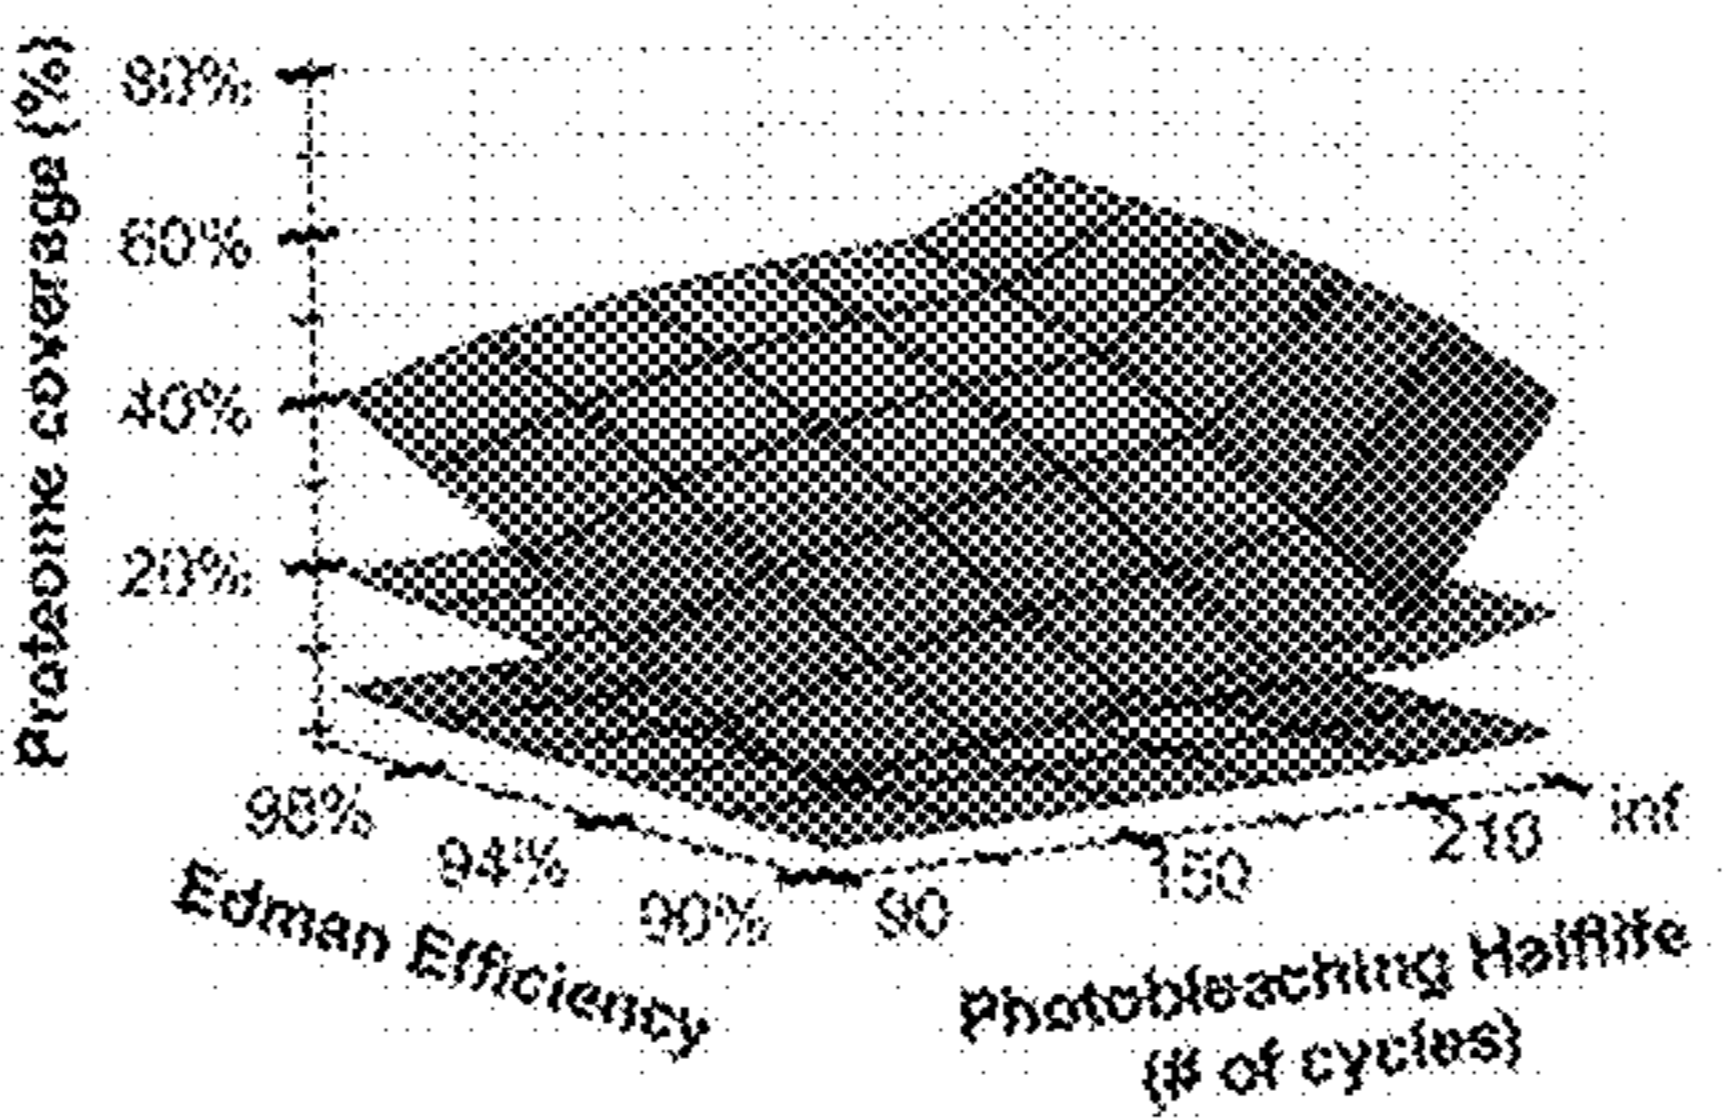 Proteome coverage (%)
80%
60%
40%
20%
98%
94%
90%
90
150
210
inf
Edman Efficiency
Photobleaching Halflife
(# of cycles)